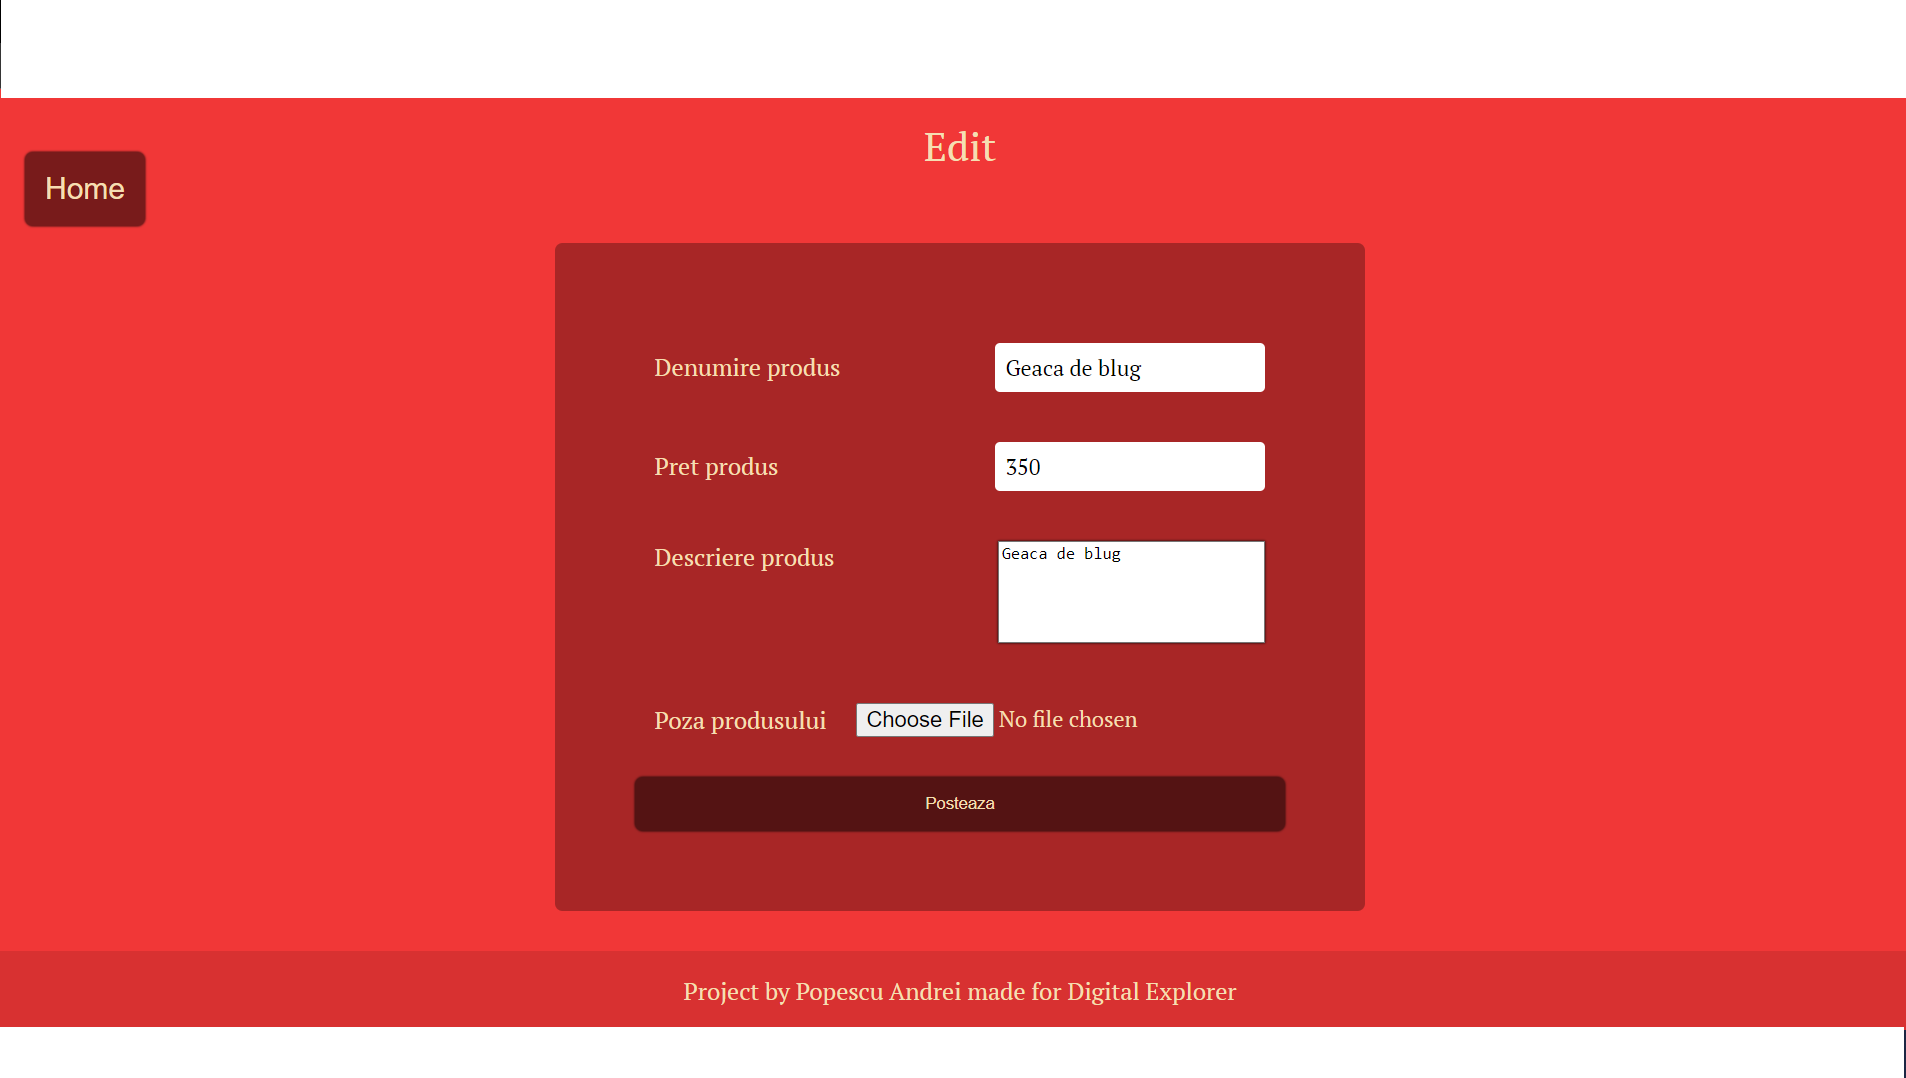 Edit
Home
Denumire produs
Geaca de blug
Pret produs
350
Descriere produs
Geaca de blug
Poza produsului
Choose File No file chosen
Posteaza
Project by Popescu Andrei made for Digital Explorer